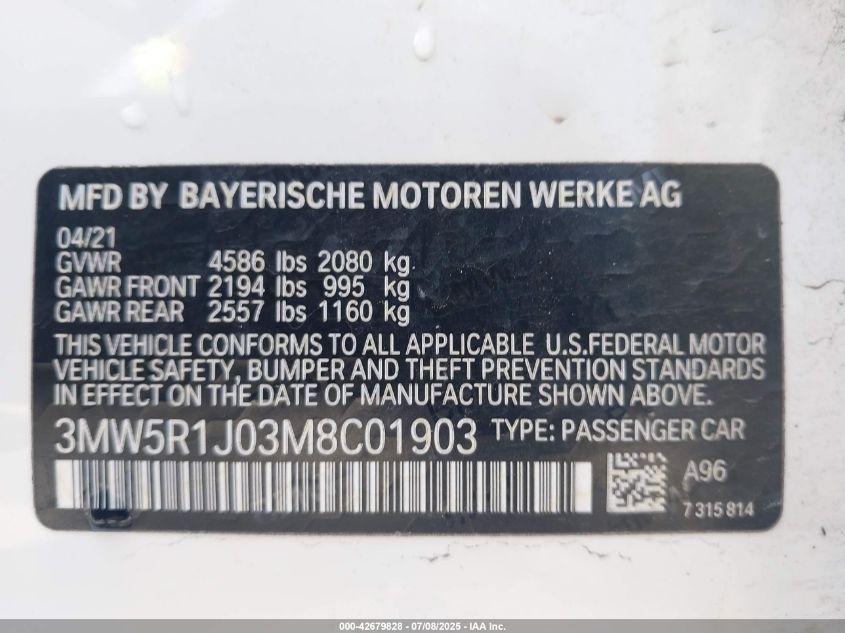 MFD BY BAYERISCHE MOTOREN WERKE AG
04/21
GVWR 4586 lbs 2080 kg
GAWR FRONT 2194 lbs 995 kg
GAWR REAR 2557 lbs 1160 kg
THIS VEHICLE CONFORMS TO ALL APPLICABLE U.S.FEDERAL MOTOR
VEHICLE SAFETY, BUMPER AND THEFT PREVENTION STANDARDS
IN EFFECT ON THE DATE OF MANUFACTURE SHOWN ABOVE.
3MW5R1J03M8C01903 TYPE: PASSENGER CAR
A96
7 315 814
000-42679828 - 07/08/2025 - IAA Inc.